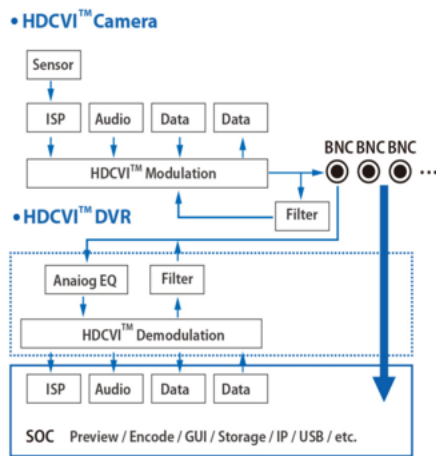 • HDCVI™ Camera
Sensor
ISP Audio Data Data
BNC BNC BNC
HDCVI™ Modulation
...
Filter
• HDCVI™ DVR
Anaiog EQ Filter
HDCVI™ Demodulation
ISP Audio Data Data
SOC Preview / Encode / GUI / Storage / IP / USB / etc.